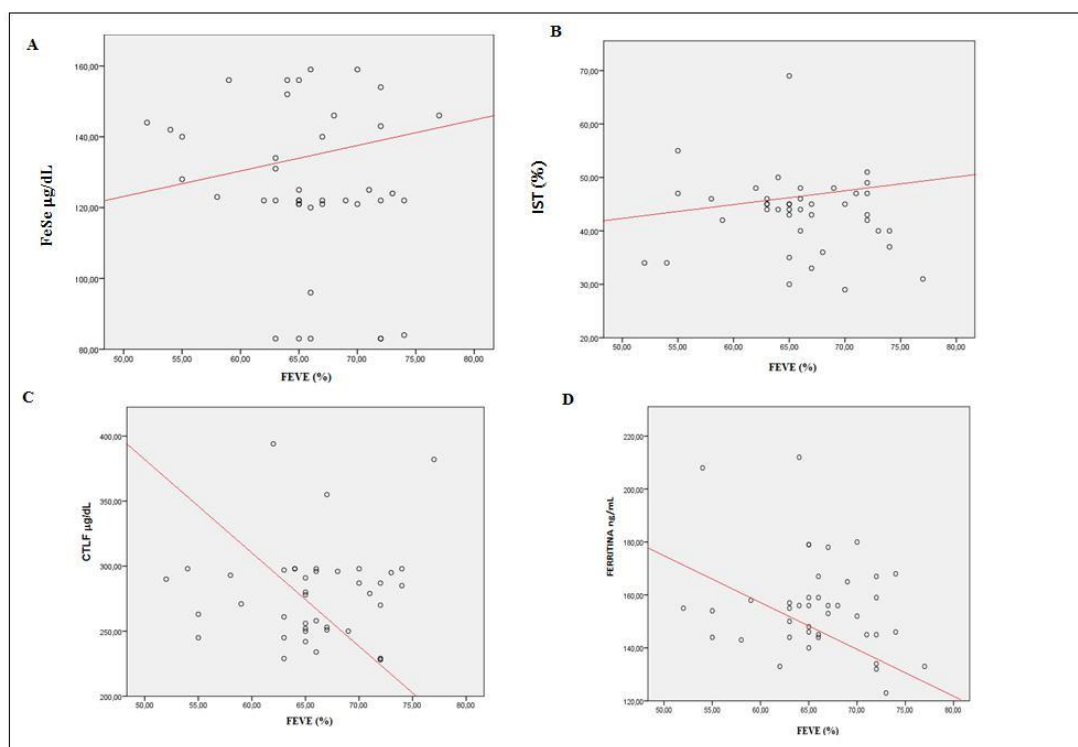 A
FeSe µg/dL
160,00
140,00
120,00
100,00
80,00
50,00 55,00 60,00 65,00 70,00 75,00 80,00
FEVE (%)
B
IST (%)
70,00
60,00
50,00
40,00
30,00
20,00
50,00 55,00 60,00 65,00 70,00 75,00 80,00
FEVE (%)
C
CTLF µg/dL
400,00
350,00
300,00
250,00
200,00
50,00 55,00 60,00 65,00 70,00 75,00 80,00
FEVE (%)
D
FERRITINA ng/mL
220,00
200,00
180,00
160,00
140,00
120,00
50,00 55,00 60,00 65,00 70,00 75,00 80,00
FEVE (%)